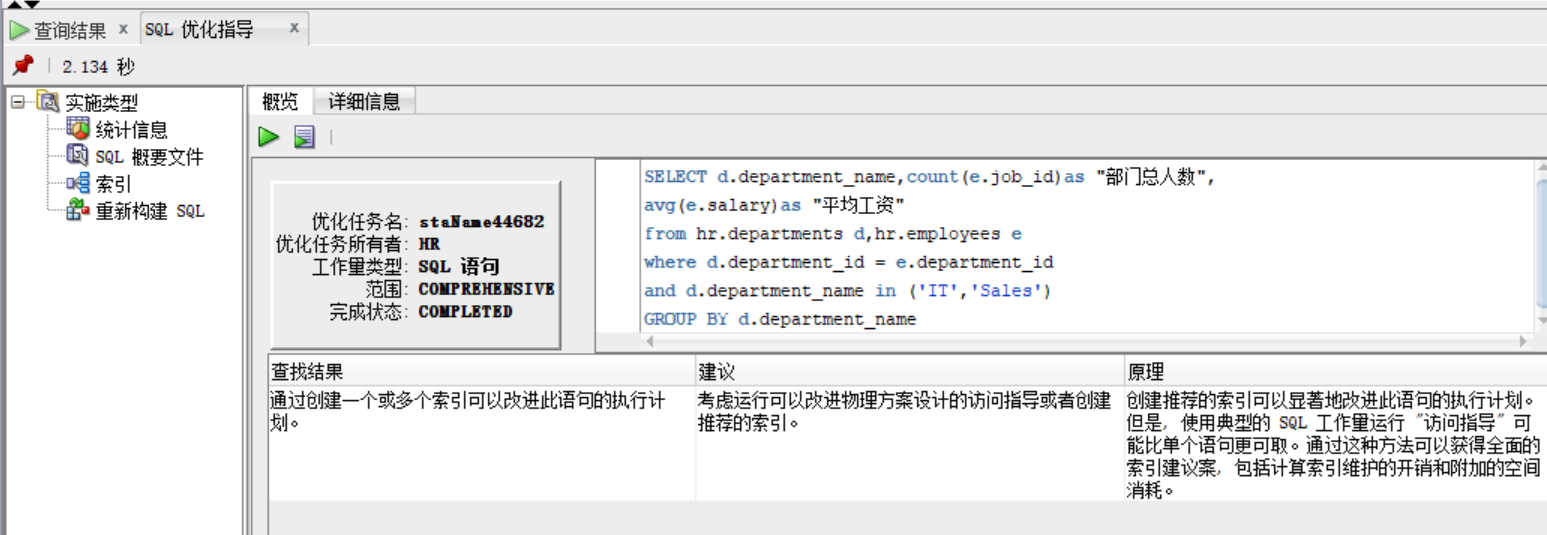 查询结果 x SQL 优化指导 x
2.134 秒
实施类型
统计信息
SQL 概要文件
索引
重新构建 SQL
概览 详细信息
优化任务名: staName44682
优化任务所有者: HR
工作量类型: SQL 语句
范围: COMPREHENSIVE
完成状态: COMPLETED
SELECT d.department_name,count(e.job_id)as "部门总人数",
avg(e.salary)as "平均工资"
from hr.departments d,hr.employees e
where d.department_id = e.department_id
and d.department_name in ('IT','Sales')
GROUP BY d.department_name
查找结果
通过创建一个或多个索引可以改进此语句的执行计
划。
建议
考虑运行可以改进物理方案设计的访问指导或者创建
推荐的索引。
原理
创建推荐的索引可以显著地改进此语句的执行计划。
但是, 使用典型的 SQL 工作量运行 "访问指导" 可
能比单个语句更可取。通过这种方法可以获得全面的
索引建议案, 包括计算索引维护的开销和附加的空间
消耗。